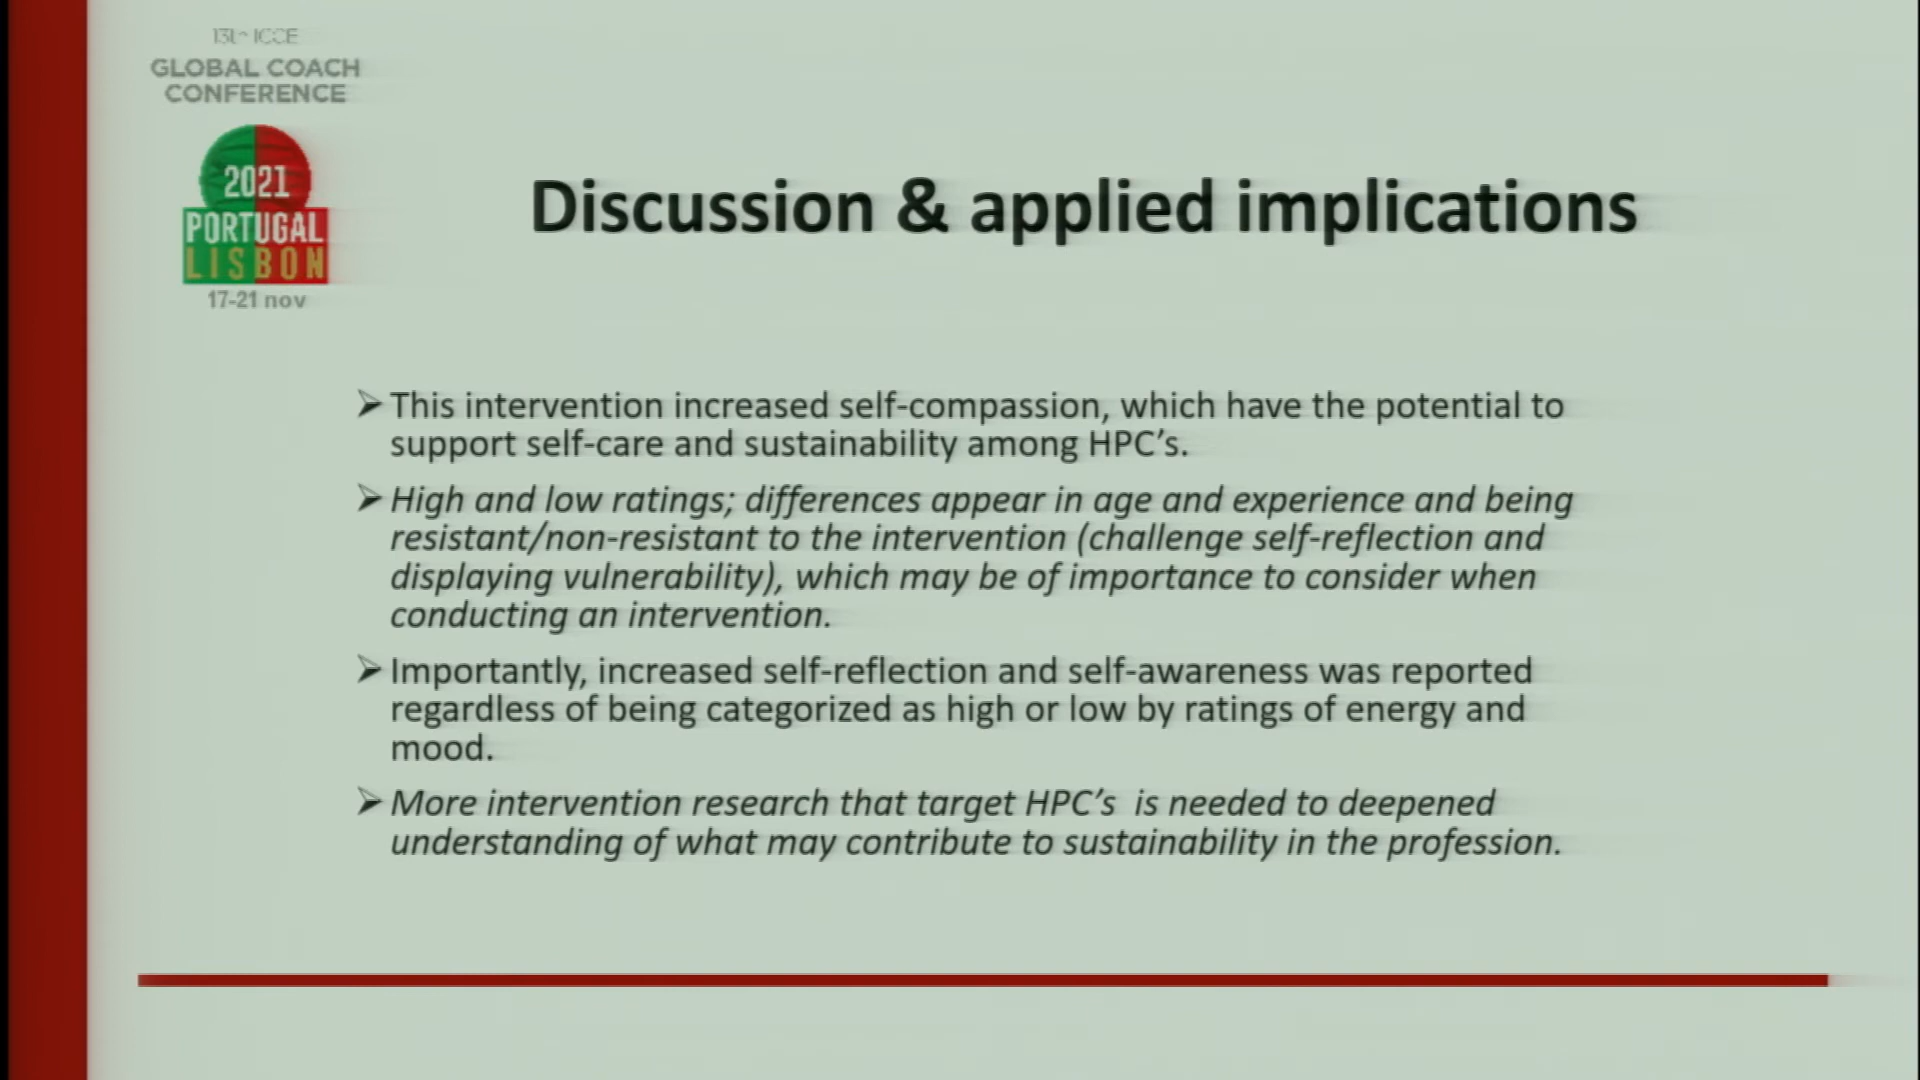 ICCE
GLOBAL COACH
CONFERENCE
2021
PORTUGAL
LISBON
17-21 nov
Discussion & applied implications
➢This intervention increased self-compassion, which have the potential to
support self-care and sustainability among HPC’s.
➢High and low ratings; differences appear in age and experience and being
resistant/non-resistant to the intervention (challenge self-reflection and
displaying vulnerability), which may be of importance to consider when
conducting an intervention.
➢Importantly, increased self-reflection and self-awareness was reported
regardless of being categorized as high or low by ratings of energy and
mood.
➢More intervention research that target HPC’s is needed to deepened
understanding of what may contribute to sustainability in the profession.